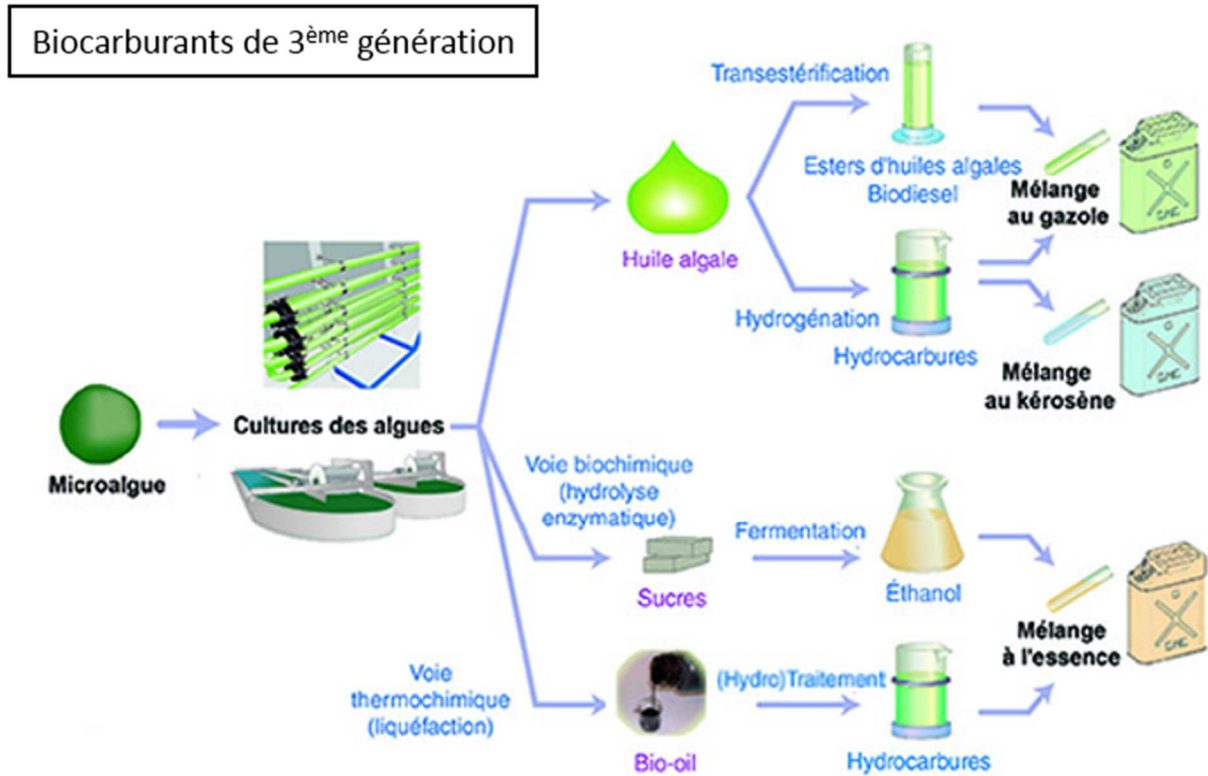 Biocarburants de 3ème génération
Transestérification
Esters d'huiles algales
Biodiesel
Mélange
au gazole
Huile algale
Hydrogénation
Hydrocarbures
Mélange
au kérosène
Microalgue
Cultures des algues
Voie biochimique
(hydrolyse
enzymatique)
Fermentation
Sucres
Éthanol
Mélange
à l'essence
Voie
thermochimique
(liquéfaction)
(Hydro)Traitement
Bio-oil
Hydrocarbures